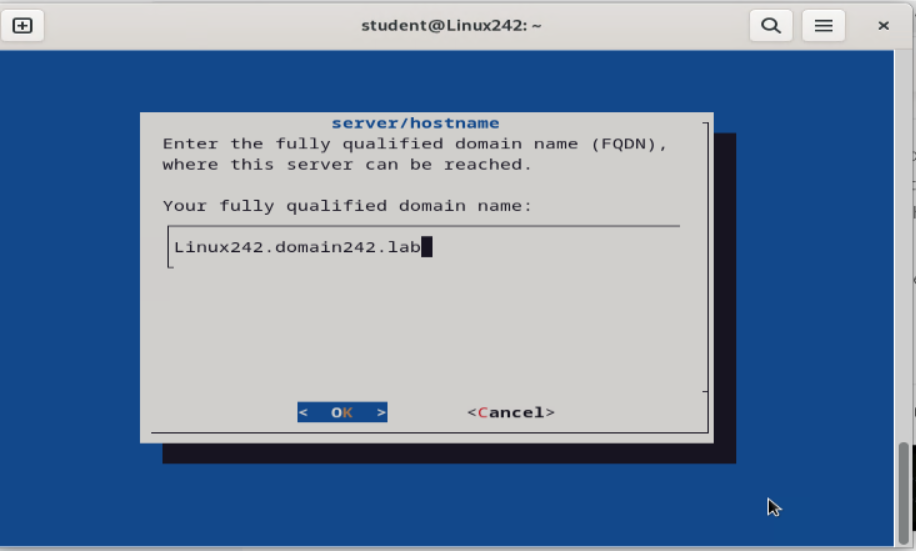 student@Linux242: ~
server/hostname
Enter the fully qualified domain name (FQDN),
where this server can be reached.
Your fully qualified domain name:
Linux242.domain242.lab
< OK > <Cancel>